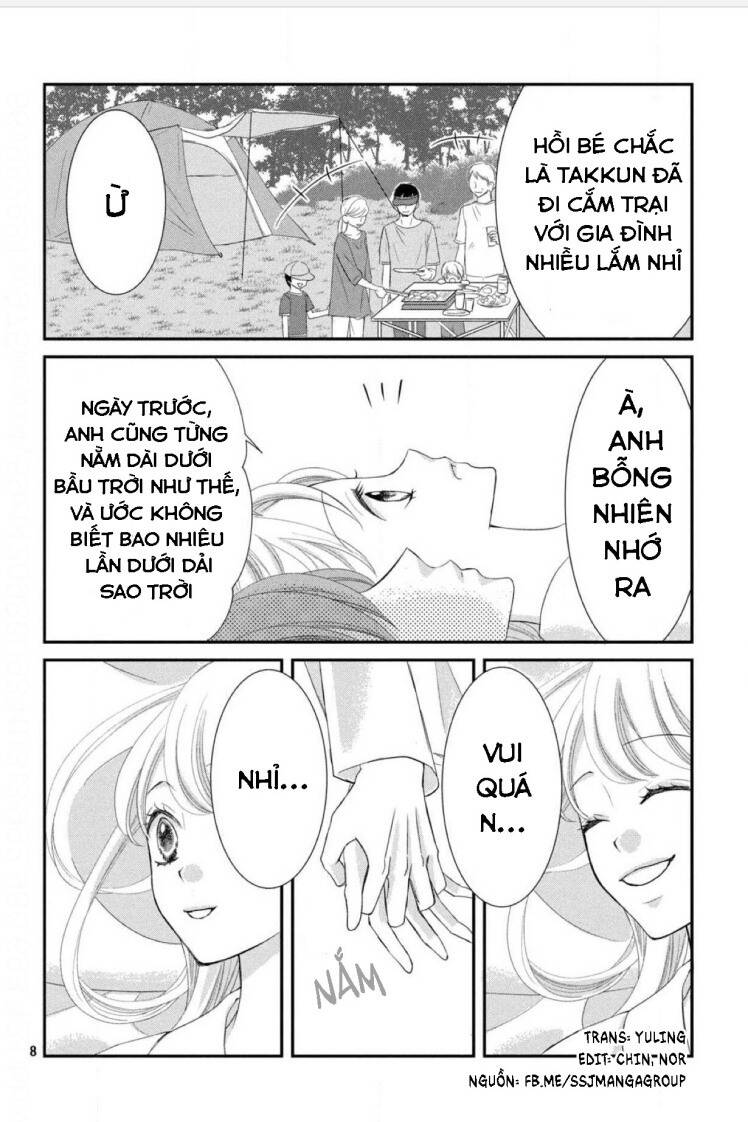 HỒI BÉ CHẮC
LÀ TAKKUN ĐÃ
ĐI CẮM TRẠI
VỚI GIA ĐÌNH
NHIỀU LẮM NHỈ
Ừ
À,
ANH
BỖNG
NHIÊN
NHỚ
RA
NGÀY TRƯỚC,
ANH CŨNG TỪNG
NẰM DÀI DƯỚI
BẦU TRỜI NHƯ THẾ,
VÀ ƯỚC KHÔNG
BIẾT BAO NHIÊU
LẦN DƯỚI DẢI
SAO TRỜI
VUI
QUÁ
N...
NẮM
NHỈ...
8
TRANS: YULING
EDIT: CHIN, NOR
NGUỒN: FB.ME/SSJMANGAGROUP